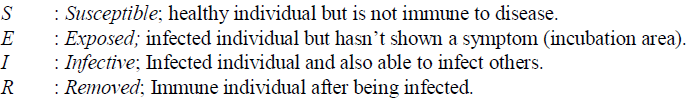 S : Susceptible; healthy individual but is not immune to disease.
E : Exposed; infected individual but hasn’t shown a symptom (incubation area).
I : Infective; Infected individual and also able to infect others.
R : Removed; Immune individual after being infected.